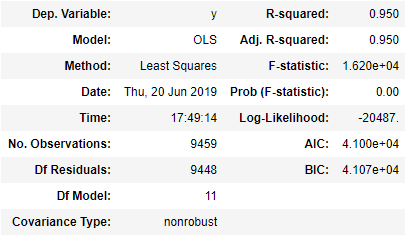 Dep. Variable: y R-squared: 0.950
Model: OLS Adj. R-squared: 0.950
Method: Least Squares F-statistic: 1.620e+04
Date: Thu, 20 Jun 2019 Prob (F-statistic): 0.00
Time: 17:49:14 Log-Likelihood: -20487.
No. Observations: 9459 AIC: 4.100e+04
Df Residuals: 9448 BIC: 4.107e+04
Df Model: 11
Covariance Type: nonrobust